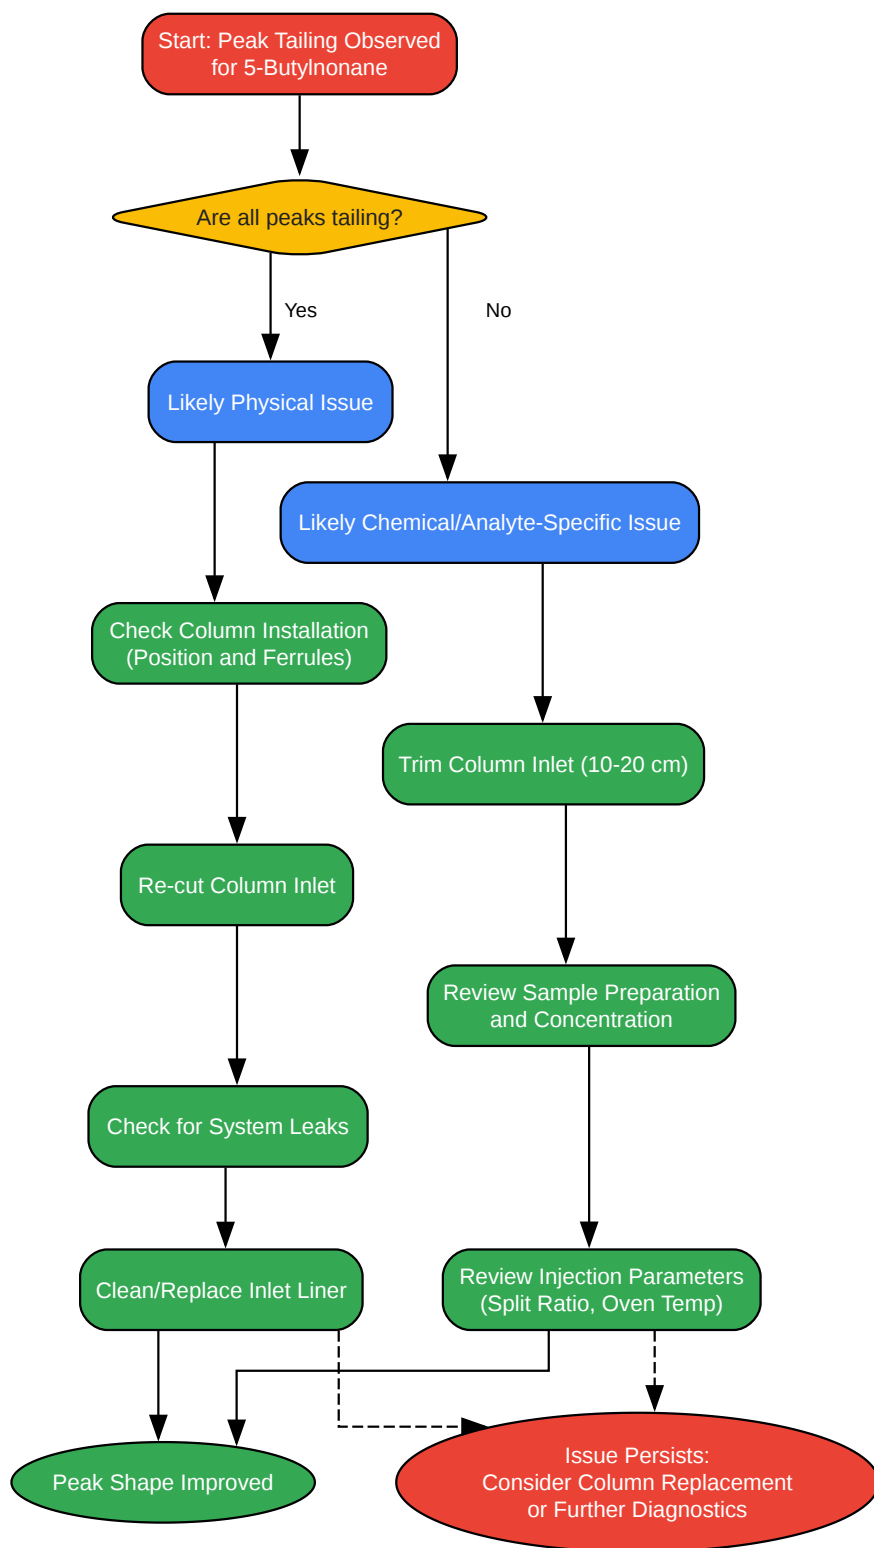 Start: Peak Tailing Observed
for 5-Butylnonane
Are all peaks tailing?
Yes
No
Likely Physical Issue
Likely Chemical/Analyte-Specific Issue
Check Column Installation
(Position and Ferrules)
Trim Column Inlet (10-20 cm)
Re-cut Column Inlet
Review Sample Preparation
and Concentration
Check for System Leaks
Clean/Replace Inlet Liner
Review Injection Parameters
(Split Ratio, Oven Temp)
Peak Shape Improved
Issue Persists:
Consider Column Replacement
or Further Diagnostics